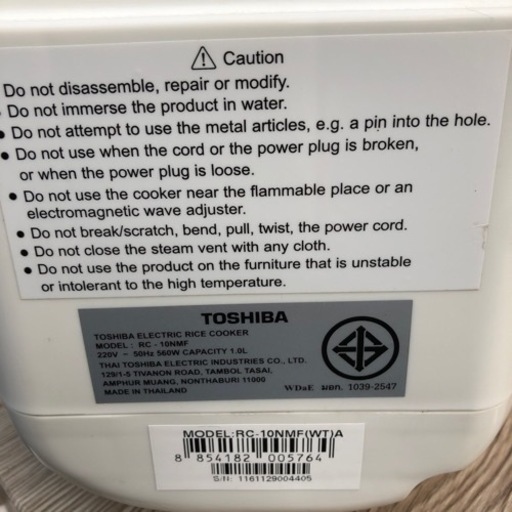 Caution
Do not disassemble, repair or modify.
Do not immerse the product in water.
• Do not attempt to use the metal articles, e.g. a pin into the hole.
• Do not use when the cord or the power plug is broken,
or when the power plug is loose.
• Do not use the cooker near the flammable place or an
electromagnetic wave adjuster.
• Do not break/scratch, bend, pull, twist, the power cord.
• Do not close the steam vent with any cloth.
• Do not use the product on the furniture that is unstable
or intolerant to the high temperature.
TOSHIBA
TOSHIBA ELECTRIC RICE COOKER
MODEL : RC - 10NMF
220V ~ 50Hz 560W CAPACITY 1.0L
THAI TOSHIBA ELECTRIC INDUSTRIES CO., LTD.
129/1-5 TIVANON ROAD, TAMBOL TASAI,
AMPHUR MUANG, NONTHABURI 11000
MADE IN THAILAND
WDaE มอก. 1039-2547
MODEL:RC-10NMF(WT)A
8 854182 005764
S/N: 1161129004405